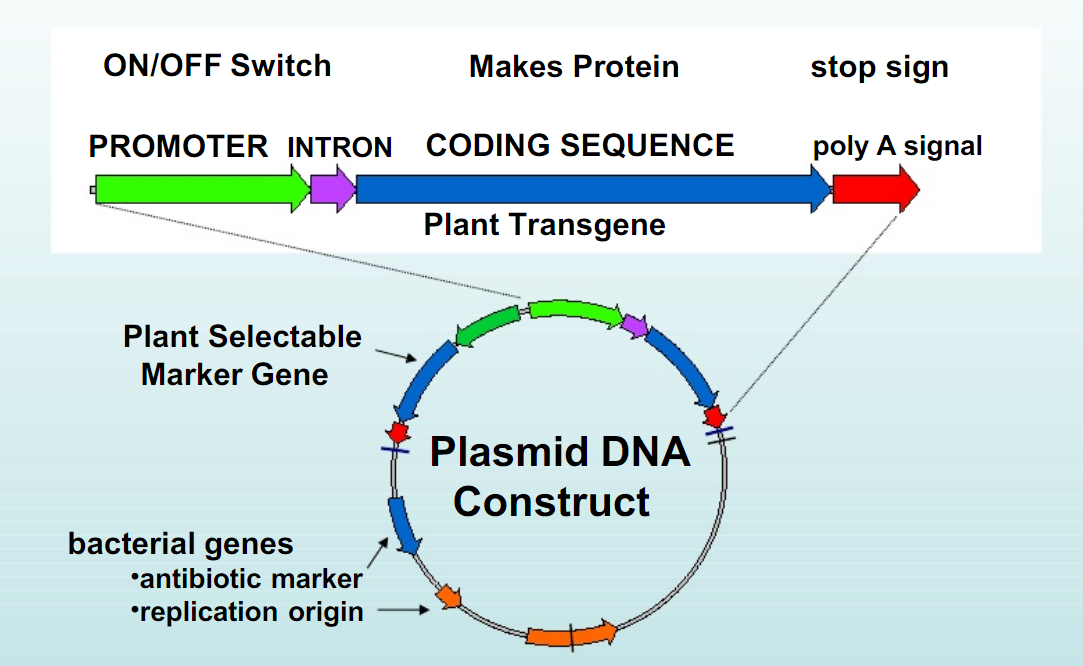 ON/OFF Switch Makes Protein stop sign
PROMOTER INTRON CODING SEQUENCE poly A signal
Plant Transgene
Plant Selectable
Marker Gene
Plasmid DNA
Construct
bacterial genes
•antibiotic marker
•replication origin